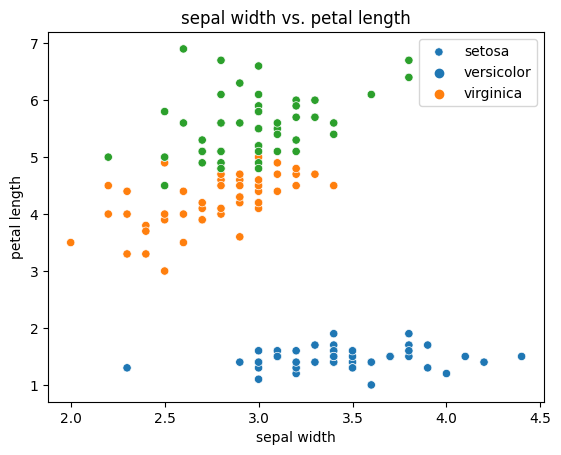 sepal width vs. petal length
setosa
versicolor
virginica
petal length
7
6
5
4
3
2
1
2.0 2.5 3.0 3.5 4.0 4.5
sepal width